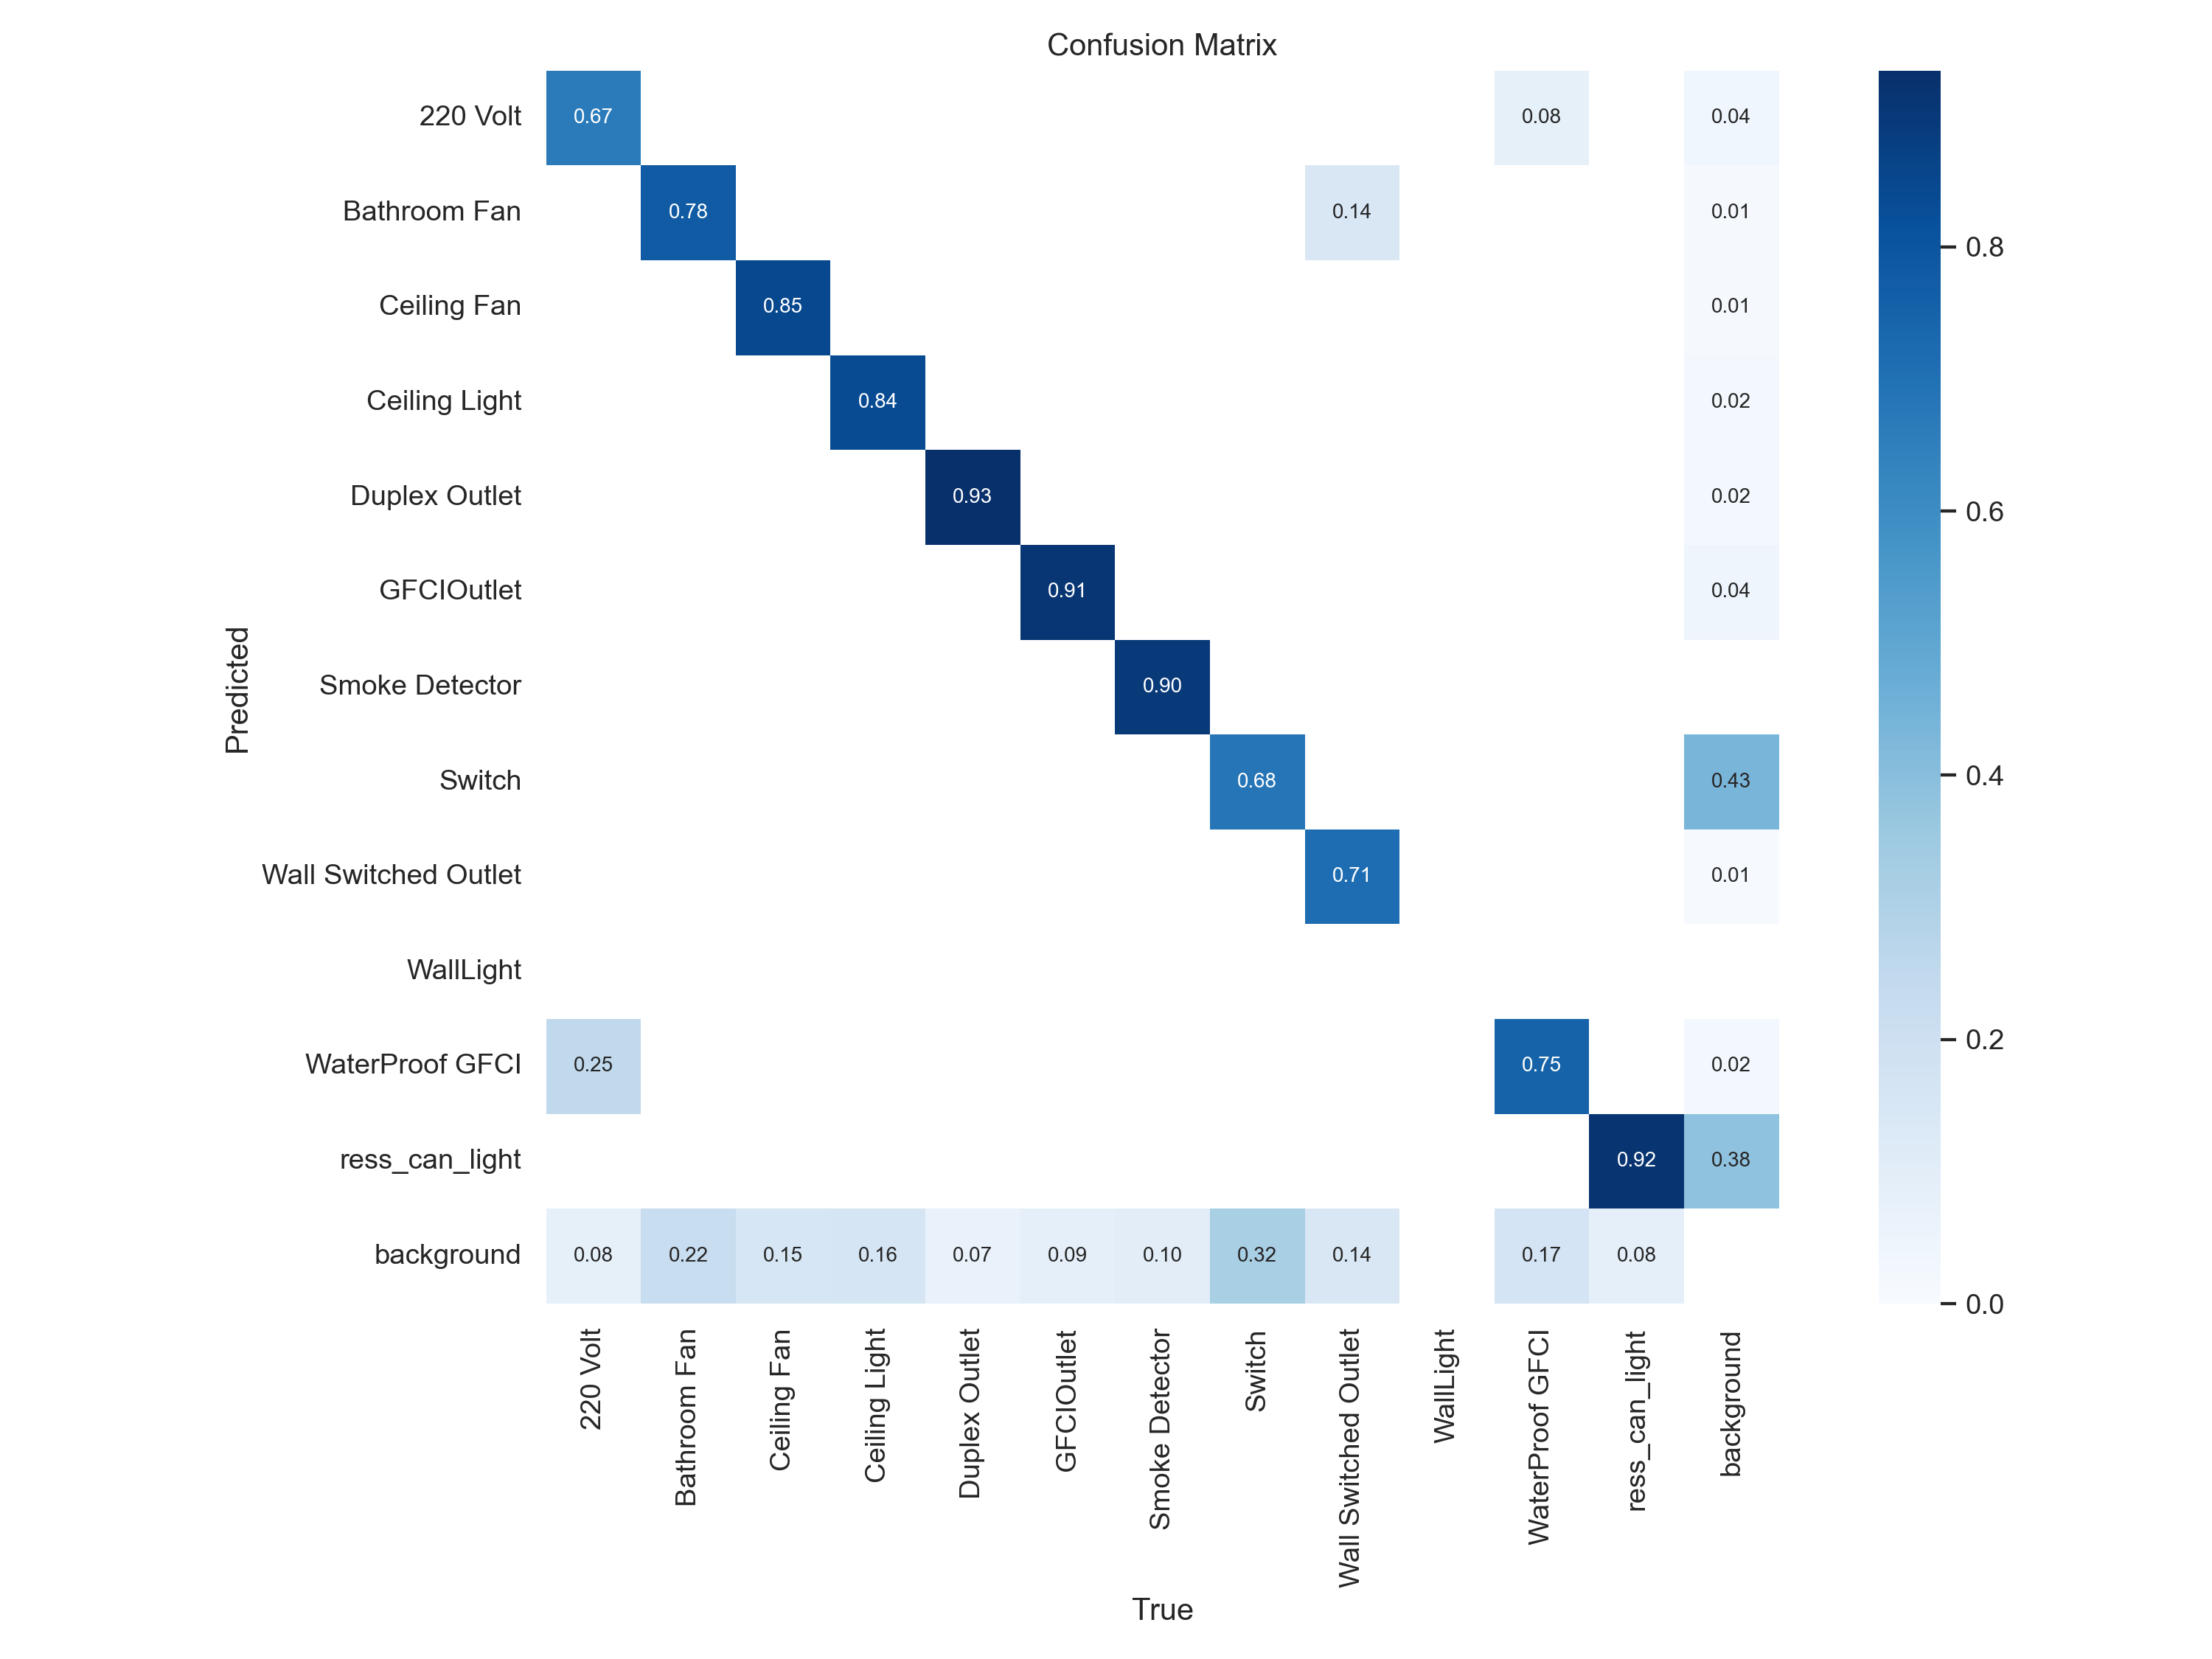 Confusion Matrix
220 Volt 0.67 0.08 0.04
Bathroom Fan 0.78 0.14 0.01
Ceiling Fan 0.85 0.01
Ceiling Light 0.84 0.02
Duplex Outlet 0.93 0.02
GFCIOutlet 0.91 0.04
Smoke Detector 0.90
Switch 0.68 0.43
Wall Switched Outlet 0.71 0.01
WallLight
WaterProof GFCI 0.25 0.75 0.02
ress_can_light 0.92 0.38
background 0.08 0.22 0.15 0.16 0.07 0.09 0.10 0.32 0.14 0.17 0.08
Predicted
220 Volt
Bathroom Fan
Ceiling Fan
Ceiling Light
Duplex Outlet
GFCIOutlet
Smoke Detector
Switch
Wall Switched Outlet
WallLight
WaterProof GFCI
ress_can_light
background
True
0.8
0.6
0.4
0.2
0.0